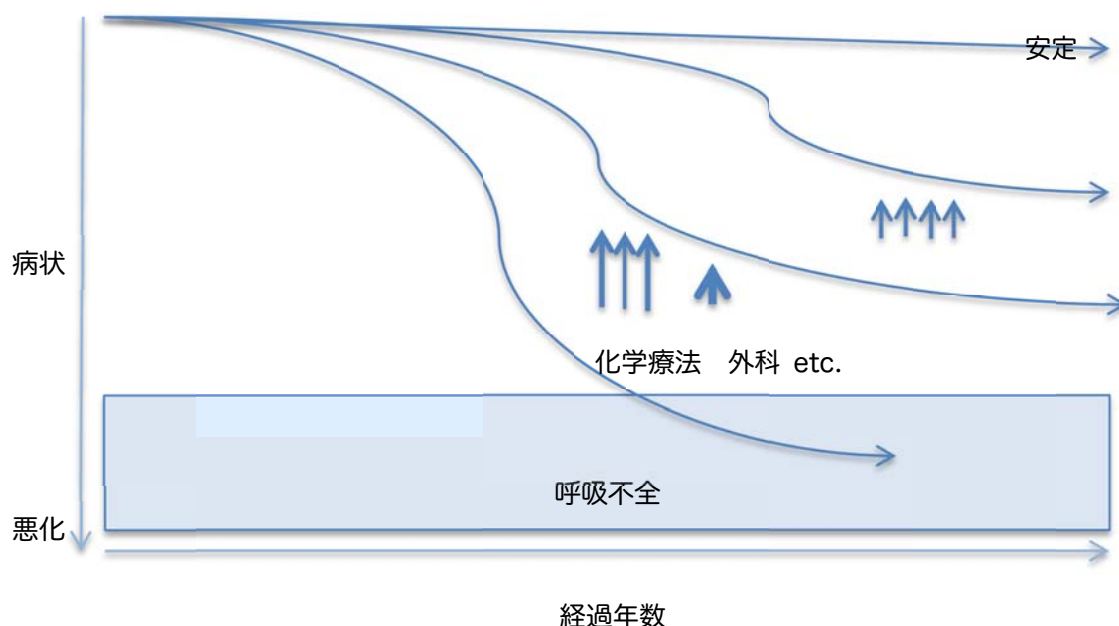 安定
病状
化学療法　外科 etc.
呼吸不全
悪化
経過年数